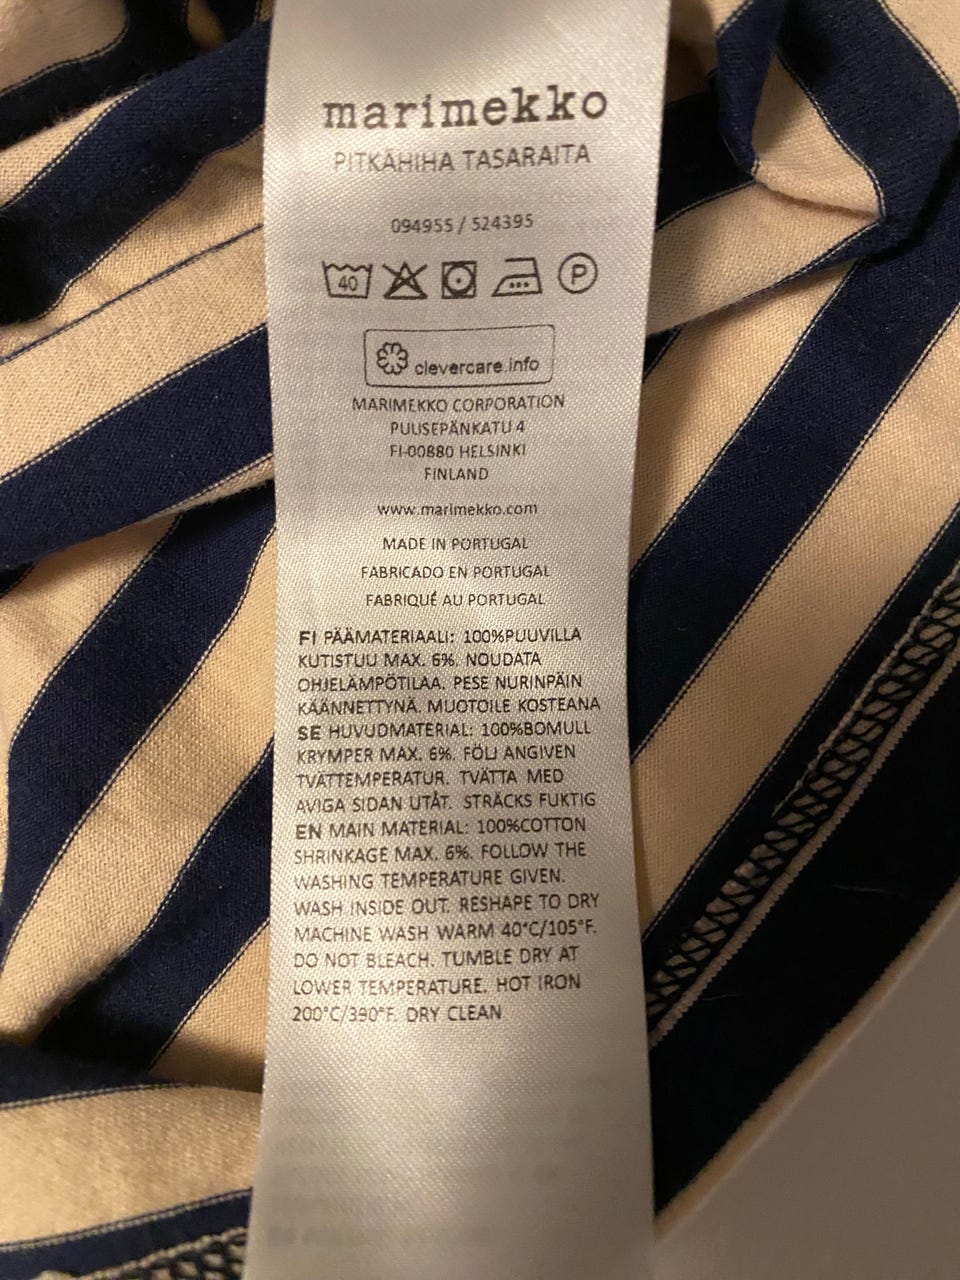 marimekko
PITKÄHIHA TASARAITA
094955 / 524395
40 P
clevercare.info
MARIMEKKO CORPORATION
PUUSEPÄNKATU 4
FI-00880 HELSINKI
FINLAND
www.marimekko.com
MADE IN PORTUGAL
FABRICADO EN PORTUGAL
FABRIQUÉ AU PORTUGAL
FI PÄÄMATERIAALI: 100%PUUVILLA
KUTISTUU MAX. 6%. NOUDATA
OHJELÄMPÖTILAA. PESE NURINPÄIN
KÄÄNNETTYNÄ. MUOTOILE KOSTEANA
SE HUVUDMATERIAL: 100%BOMULL
KRYMPER MAX. 6%. FÖLJ ANGIVEN
TVÄTTEMPERATUR. TVÄTTA MED
AVIGA SIDAN UTÅT. STRÄCKS FUKTIG
EN MAIN MATERIAL: 100%COTTON
SHRINKAGE MAX. 6%. FOLLOW THE
WASHING TEMPERATURE GIVEN.
WASH INSIDE OUT. RESHAPE TO DRY
MACHINE WASH WARM 40°C/105°F.
DO NOT BLEACH. TUMBLE DRY AT
LOWER TEMPERATURE. HOT IRON
200°C/390°F. DRY CLEAN